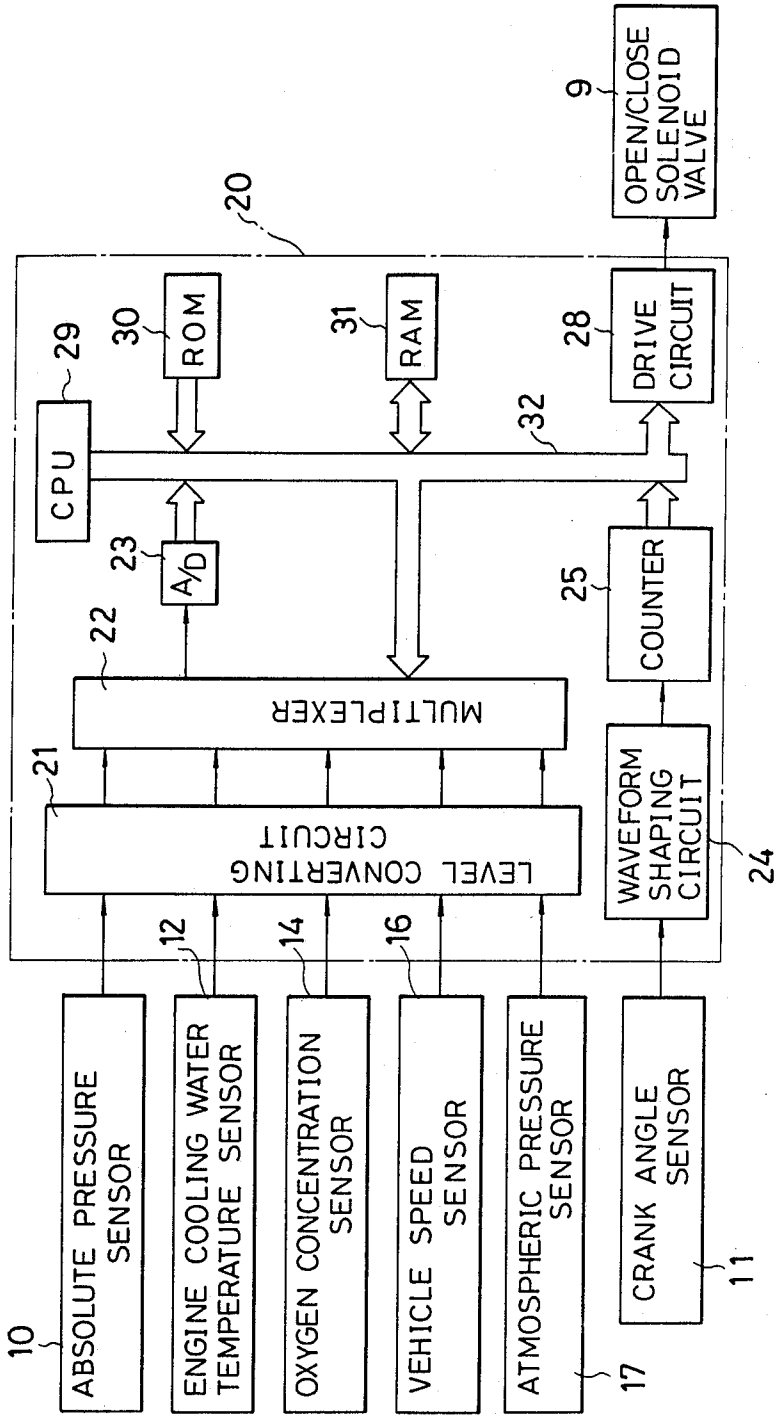 10
ABSOLUTE PRESSURE
SENSOR
12
ENGINE COOLING WATER
TEMPERATURE SENSOR
14
OXYGEN CONCENTRATION
SENSOR
16
VEHICLE SPEED
SENSOR
ATMOSPHERIC PRESSURE
SENSOR
17
CRANK ANGLE
SENSOR
11
21
LEVEL CONVERTING
CIRCUIT
22
MULTIPLEXER
WAVEFORM
SHAPING
CIRCUIT
24
23
A/D
25
COUNTER
29
CPU
30
ROM
31
RAM
32
28
DRIVE
CIRCUIT
20
9
OPEN/CLOSE
SOLENOID
VALVE